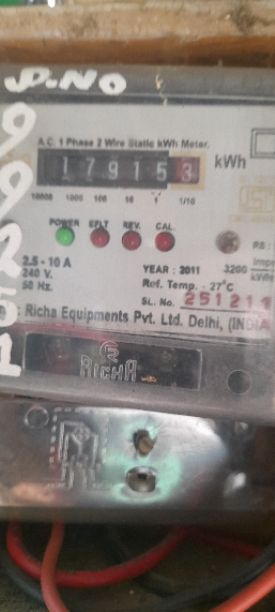 D.NO
99201
A.C. 1 Phase 2 Wire Static kWh Meter.
179153 kWh
10000 1000 100 10 1 1/10
POWER EFLT REV. CAL.
2.5 - 10 A
240 V.
50 Hz.
YEAR : 2011 3200
Ref. Temp. - 27°C
SL. No. 251211
Richa Equipments Pvt. Ltd. Delhi, (INDIA
RICHA